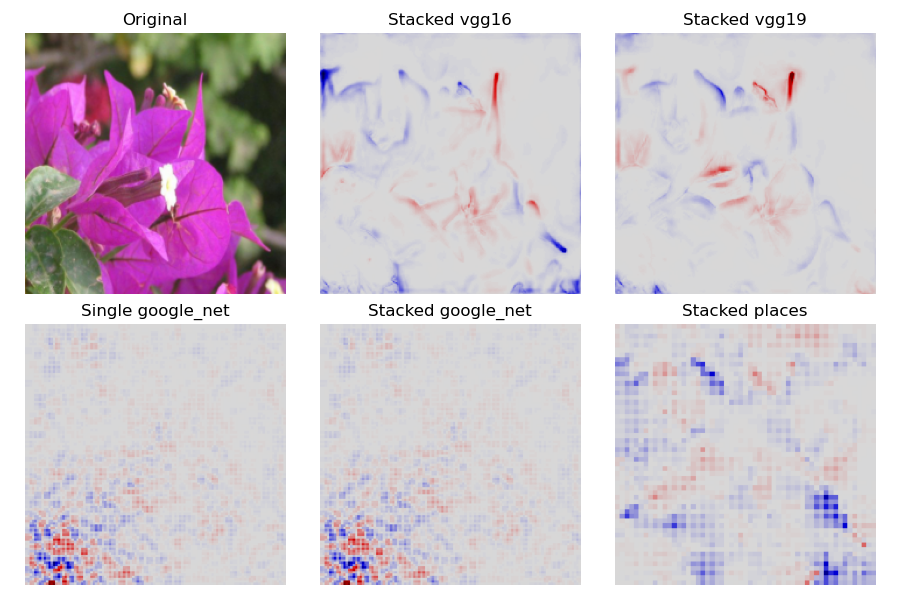 Original
Stacked vgg16
Stacked vgg19
Single google_net
Stacked google_net
Stacked places